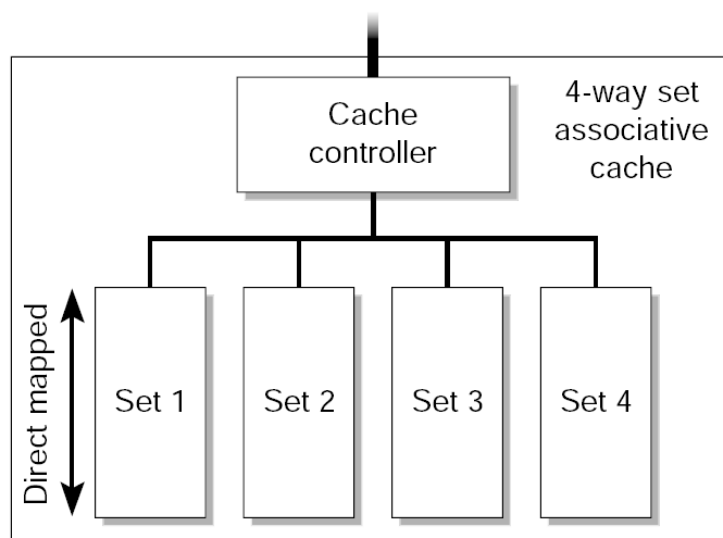 Cache
controller
4-way set
associative
cache
Direct mapped
Set 1
Set 2
Set 3
Set 4